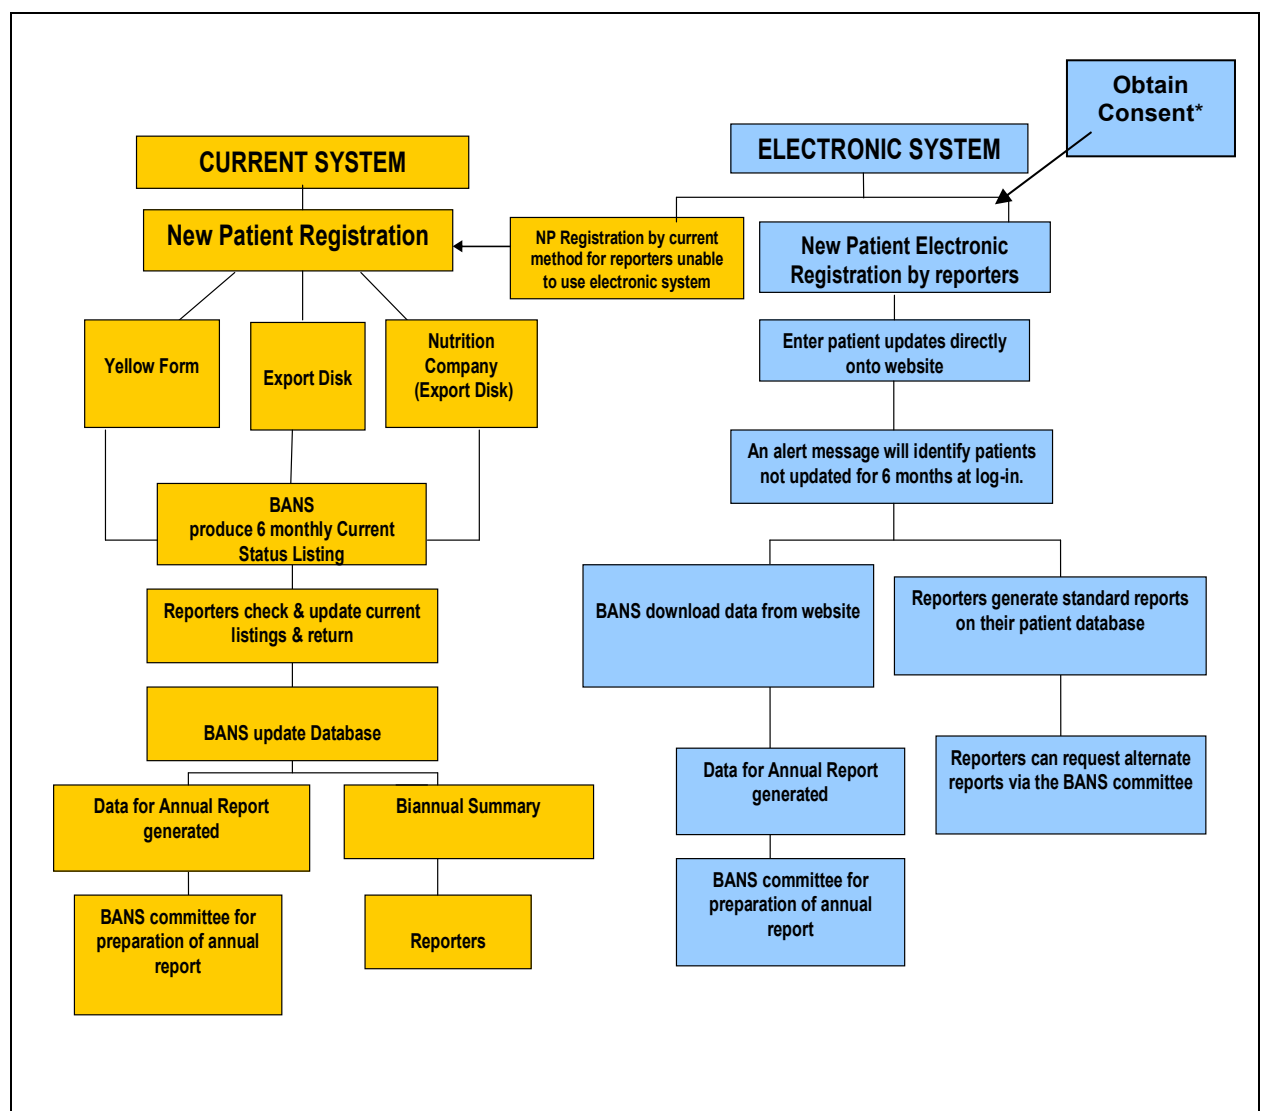 Obtain
Consent*
CURRENT SYSTEM
ELECTRONIC SYSTEM
New Patient Registration
NP Registration by current
method for reporters unable
to use electronic system
New Patient Electronic
Registration by reporters
Yellow Form
Export Disk
Nutrition
Company
(Export Disk)
Enter patient updates directly
onto website
An alert message will identify patients
not updated for 6 months at log-in.
BANS
produce 6 monthly Current
Status Listing
Reporters check & update current
listings & return
BANS download data from website
Reporters generate standard reports
on their patient database
BANS update Database
Data for Annual Report
generated
Biannual Summary
Data for Annual Report
generated
Reporters can request alternate
reports via the BANS committee
BANS committee for
preparation of annual
report
Reporters
BANS committee for
preparation of annual
report